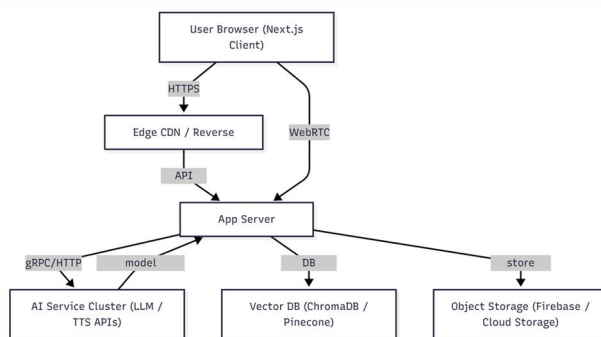 User Browser (Next.js
Client)
HTTPS
Edge CDN / Reverse
WebRTC
API
App Server
gRPC/HTTP
model
DB
store
AI Service Cluster (LLM /
TTS APIs)
Vector DB (ChromaDB /
Pinecone)
Object Storage (Firebase /
Cloud Storage)